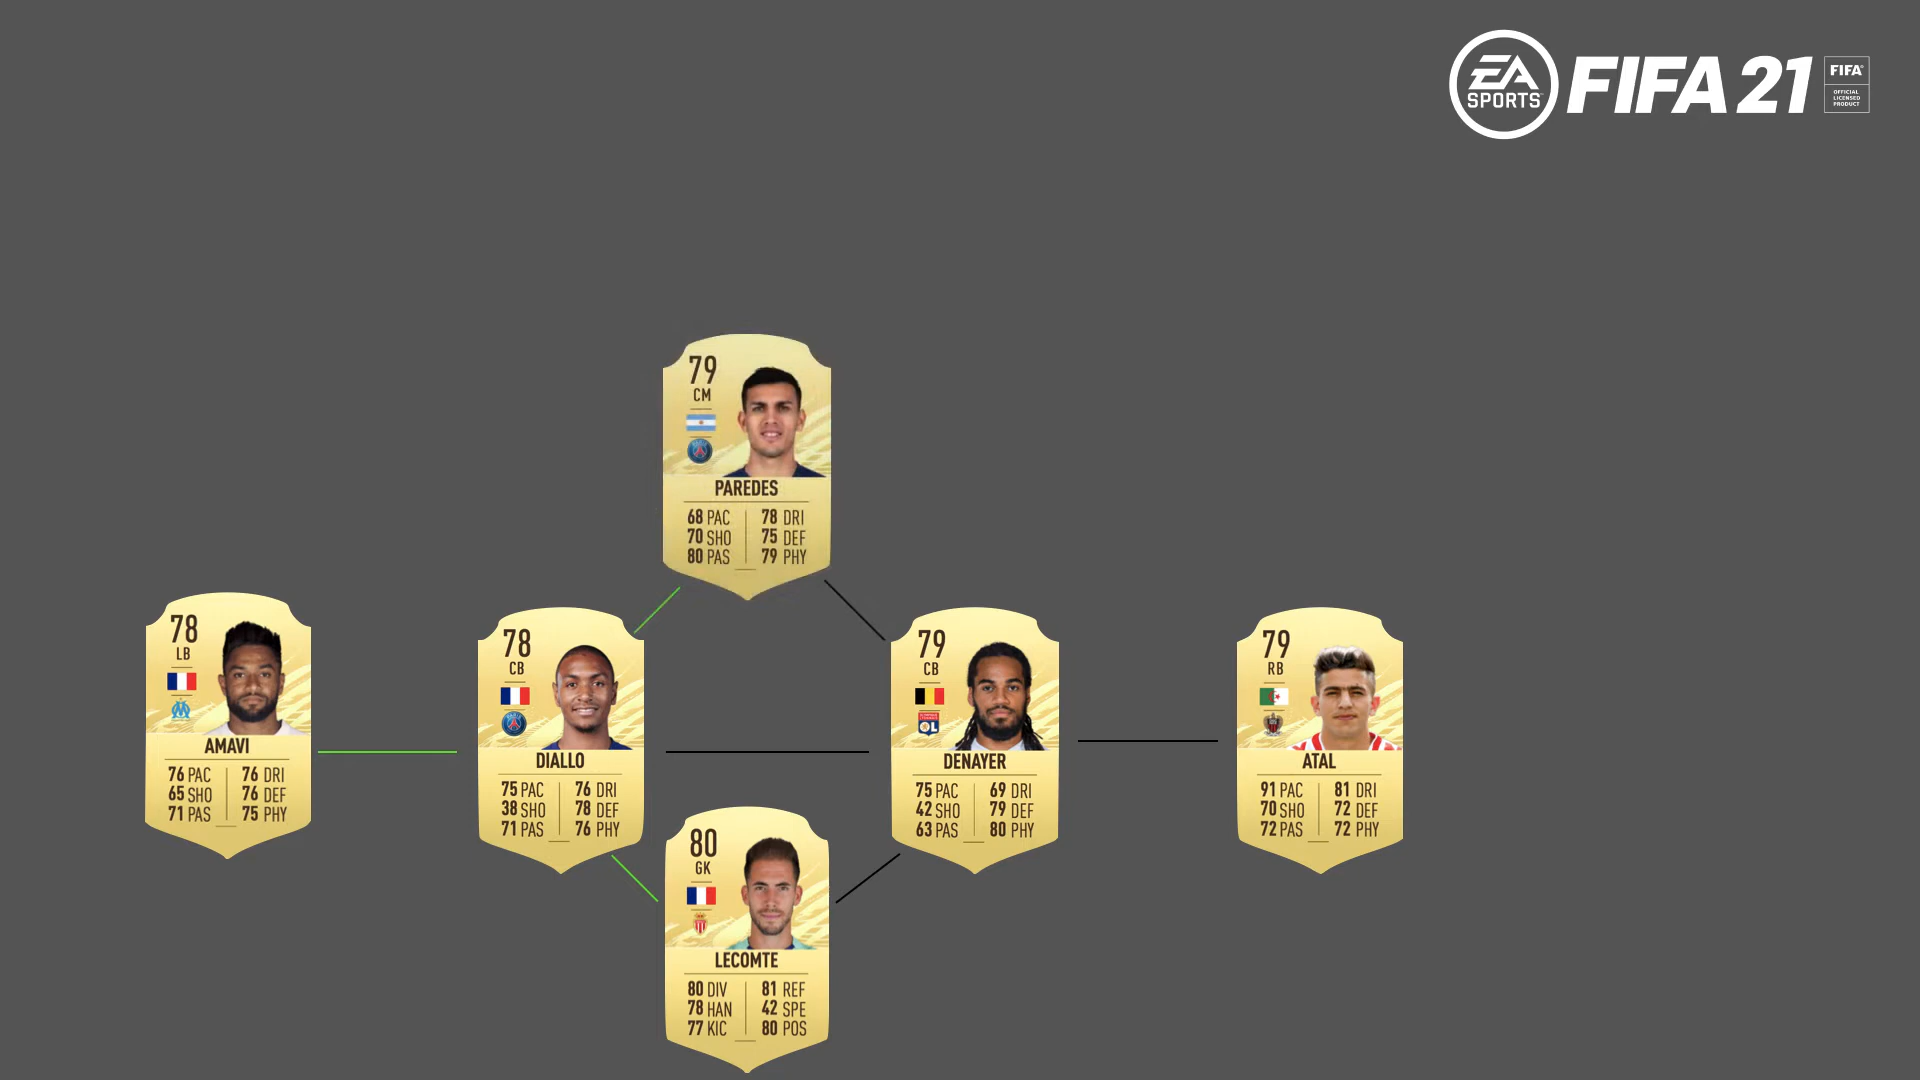 EA
SPORTS
FIFA 21
FIFA
OFFICIAL
LICENSED
PRODUCT
79
CM
PAREDES
68 PAC 78 DRI
70 SHO 75 DEF
80 PAS 79 PHY
78
LB
AMAVI
76 PAC 76 DRI
65 SHO 76 DEF
71 PAS 75 PHY
78
CB
DIALLO
75 PAC 76 DRI
38 SHO 78 DEF
71 PAS 76 PHY
79
CB
OL
DENAYER
75 PAC 69 DRI
42 SHO 79 DEF
63 PAS 80 PHY
79
RB
ATAL
91 PAC 81 DRI
70 SHO 72 DEF
72 PAS 72 PHY
80
GK
LECOMTE
80 DIV 81 REF
78 HAN 42 SPE
77 KIC 80 POS